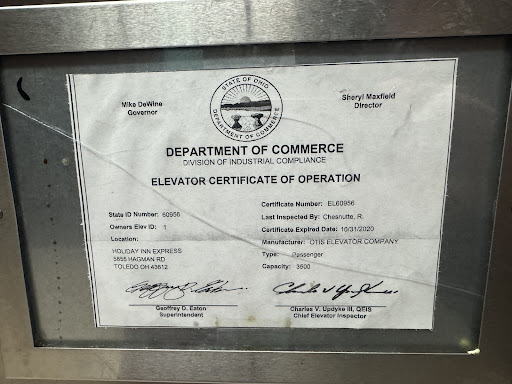 Mike DeWine
Governor
STATE OF OHIO
DEPARTMENT OF COMMERCE
Sheryl Maxfield
Director
DEPARTMENT OF COMMERCE
DIVISION OF INDUSTRIAL COMPLIANCE
ELEVATOR CERTIFICATE OF OPERATION
State ID Number: 60956
Owners Elev ID: 1
Location:
HOLIDAY INN EXPRESS
5855 HAGMAN RD
TOLEDO OH 43612
Certificate Number: EL60956
Last Inspected By: Chesnutte, R.
Certificate Expired Date: 10/31/2020
Manufacturer: OTIS ELEVATOR COMPANY
Type: Passenger
Capacity: 3500
Geoffrey D. Eaton
Superintendent
Charles V. Updyke III, QEIS
Chief Elevator Inspector